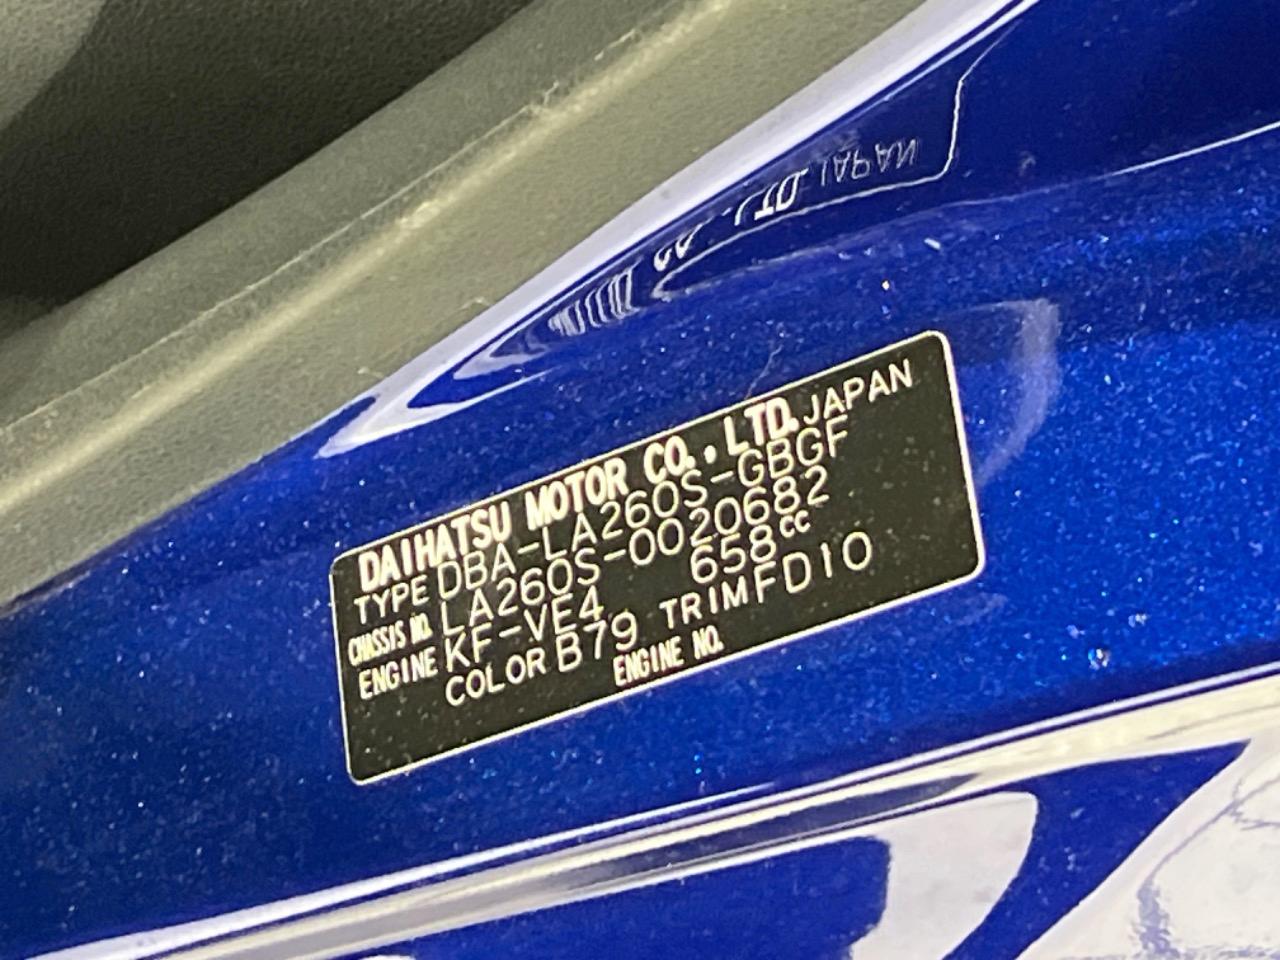 DAIHATSU MOTOR CO., LTD. JAPAN
TYPE DBA-LA260S-GBGF
CHASSIS NO. LA260S-0020682
ENGINE KF-VE4 658cc
COLOR B79 TRIM FD10
ENGINE NO.